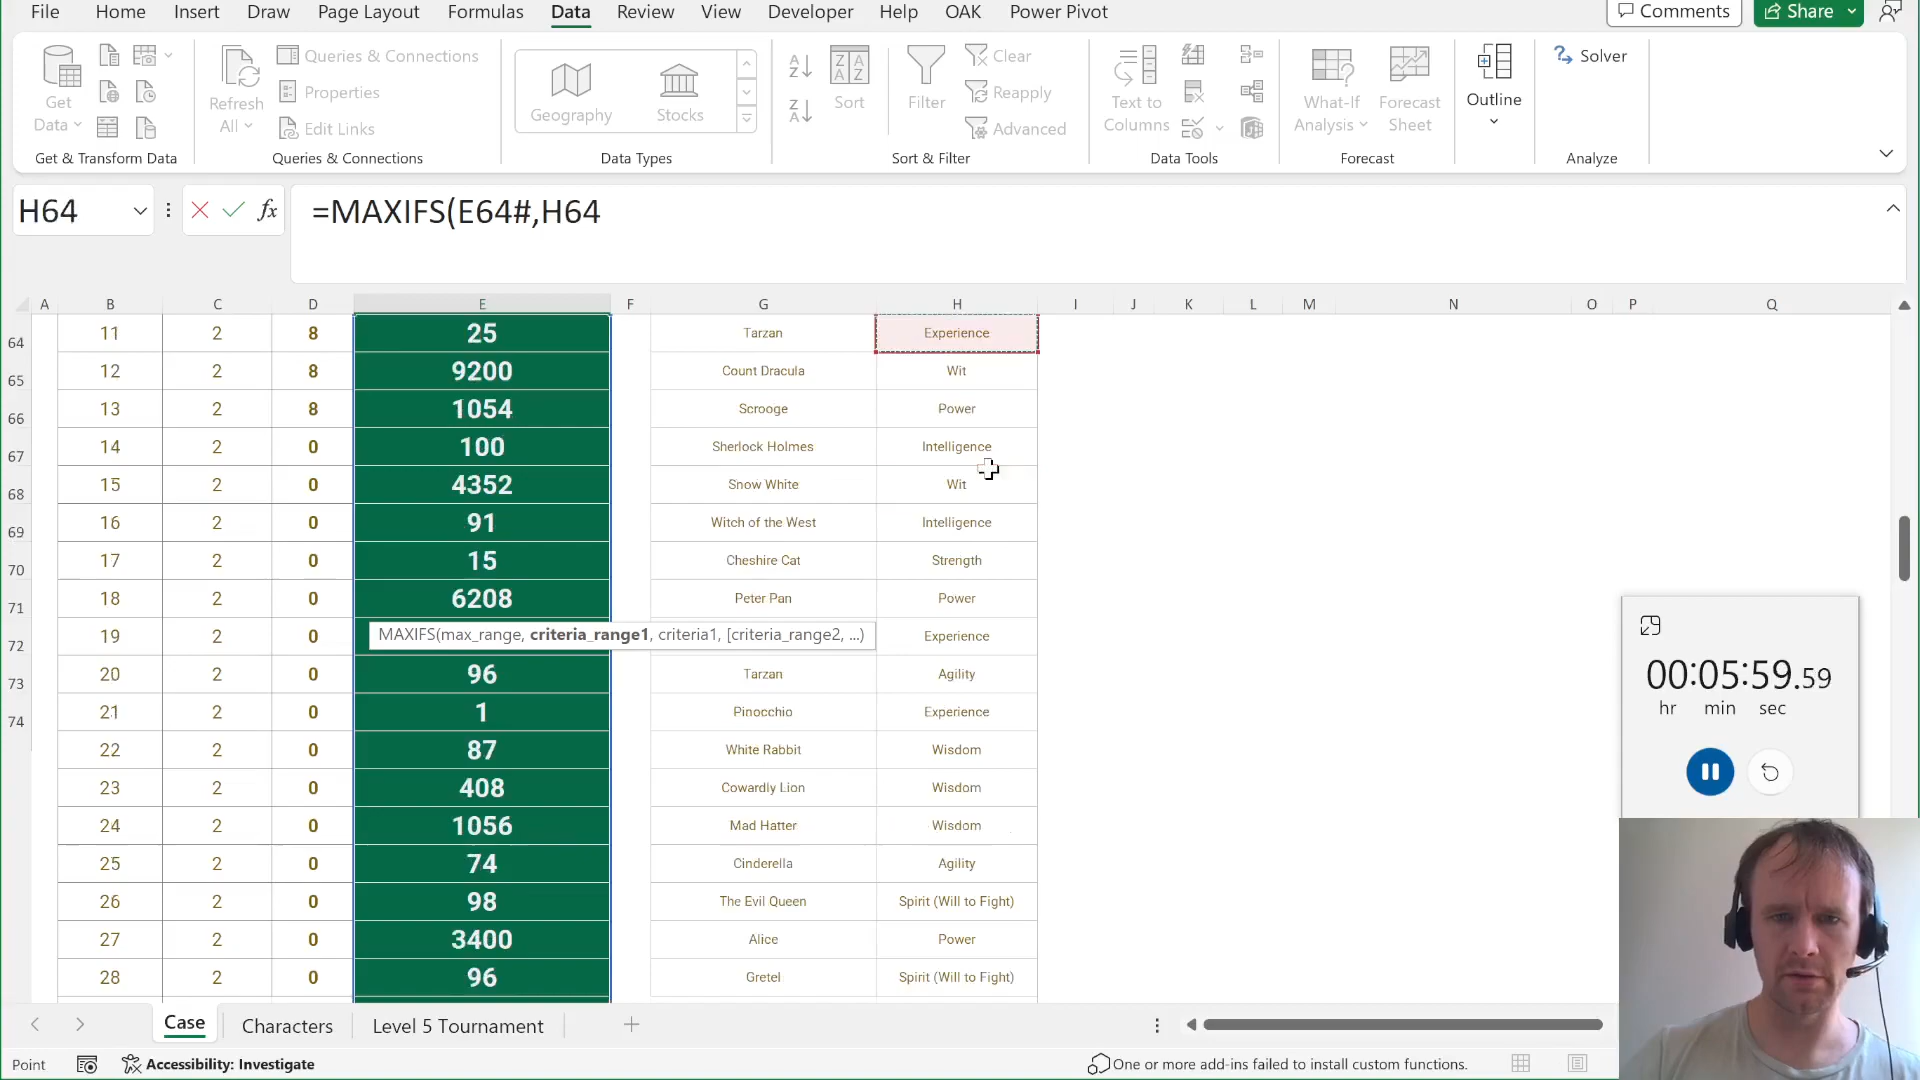 File Home Insert Draw Page Layout Formulas Data Review View Developer Help OAK Power Pivot Comments Share
Get Data
Refresh All
Queries & Connections
Properties
Edit Links
Geography Stocks
Sort
Filter
Clear
Reapply
Advanced
Text to Columns
What-If Analysis
Forecast Sheet
Outline
Solver
Get & Transform Data Queries & Connections Data Types Sort & Filter Data Tools Forecast Analyze
H64 fx =MAXIFS(E64#,H64
A B C D E F G H I J K L M N O P Q
64 11 2 8 25 Tarzan Experience
65 12 2 8 9200 Count Dracula Wit
66 13 2 8 1054 Scrooge Power
67 14 2 0 100 Sherlock Holmes Intelligence
68 15 2 0 4352 Snow White Wit
69 16 2 0 91 Witch of the West Intelligence
70 17 2 0 15 Cheshire Cat Strength
71 18 2 0 6208 Peter Pan Power
72 19 2 0 MAXIFS(max_range, criteria_range1, criteria1, [criteria_range2, ...) Experience
73 20 2 0 96 Tarzan Agility
74 21 2 0 1 Pinocchio Experience
22 2 0 87 White Rabbit Wisdom
23 2 0 408 Cowardly Lion Wisdom
24 2 0 1056 Mad Hatter Wisdom
25 2 0 74 Cinderella Agility
26 2 0 98 The Evil Queen Spirit (Will to Fight)
27 2 0 3400 Alice Power
28 2 0 96 Gretel Spirit (Will to Fight)
00:05:59.59
hr min sec
Case Characters Level 5 Tournament
Point Accessibility: Investigate One or more add-ins failed to install custom functions.